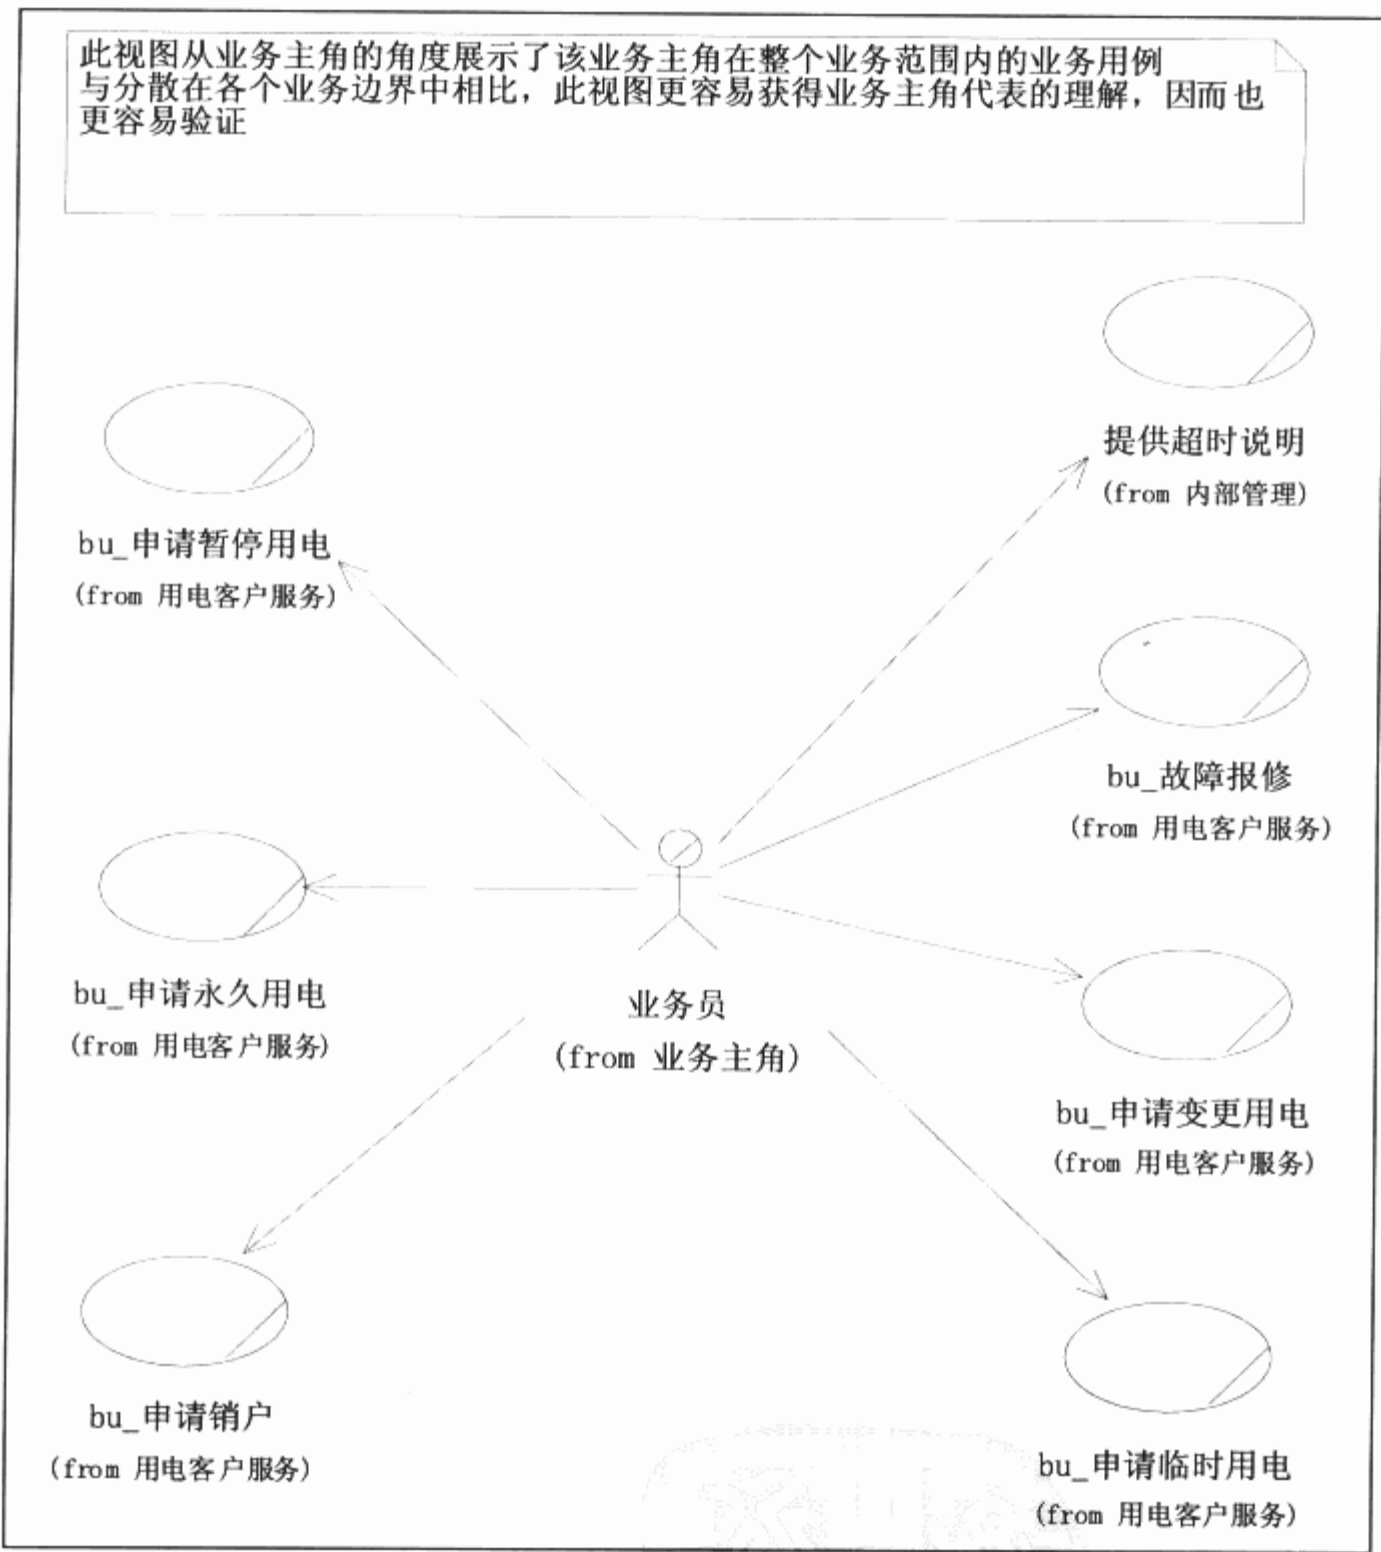 此视图从业务主角的角度展示了该业务主角在整个业务范围内的业务用例
与分散在各个业务边界中相比，此视图更容易获得业务主角代表的理解，因而也
更容易验证
提供超时说明
(from 内部管理)
bu_申请暂停用电
(from 用电客户服务)
bu_故障报修
(from 用电客户服务)
bu_申请永久用电
(from 用电客户服务)
业务员
(from 业务主角)
bu_申请变更用电
(from 用电客户服务)
bu_申请销户
(from 用电客户服务)
bu_申请临时用电
(from 用电客户服务)